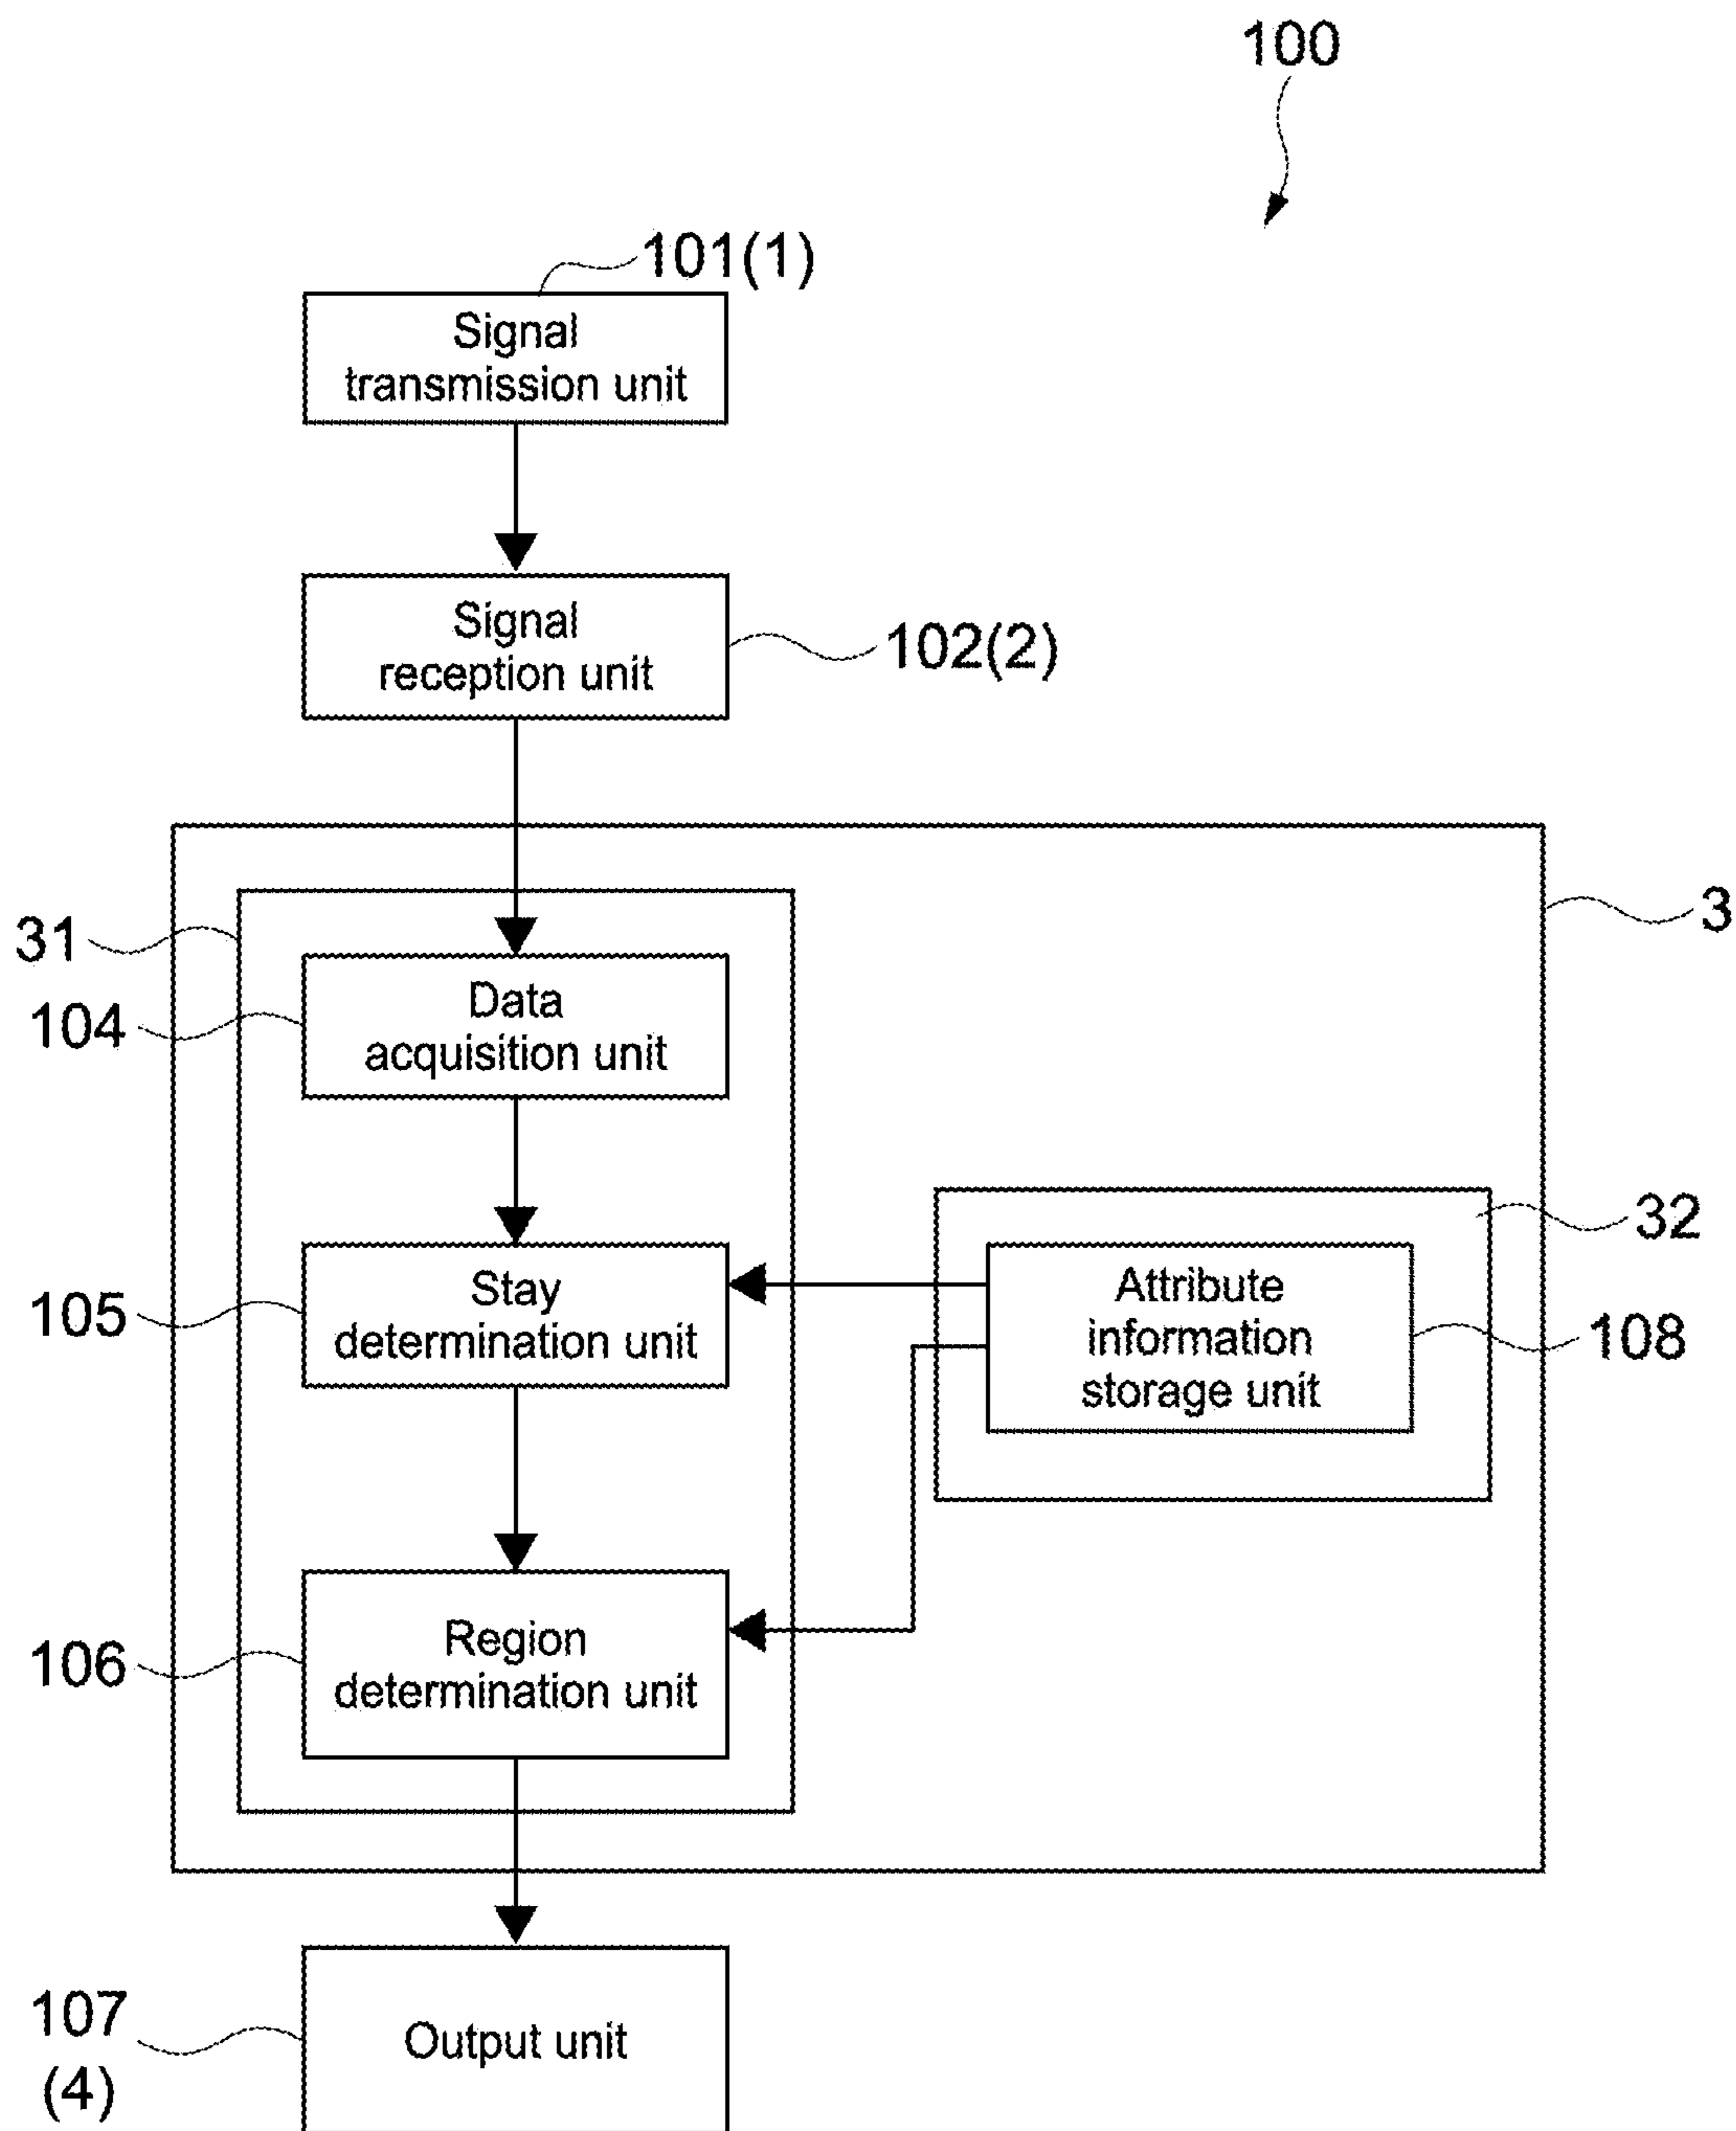 100
101(1)
Signal
transmission unit
Signal
reception unit
102(2)
3
31
Data
acquisition unit
104
32
Stay
determination unit
105
Attribute
information
storage unit
108
Region
determination unit
106
Output unit
107
(4)